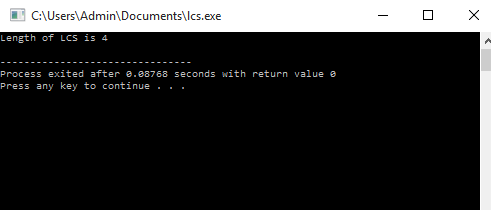 C:\Users\Admin\Documents\lcs.exe
Length of LCS is 4
--------------------------------
Process exited after 0.08768 seconds with return value 0
Press any key to continue . . .